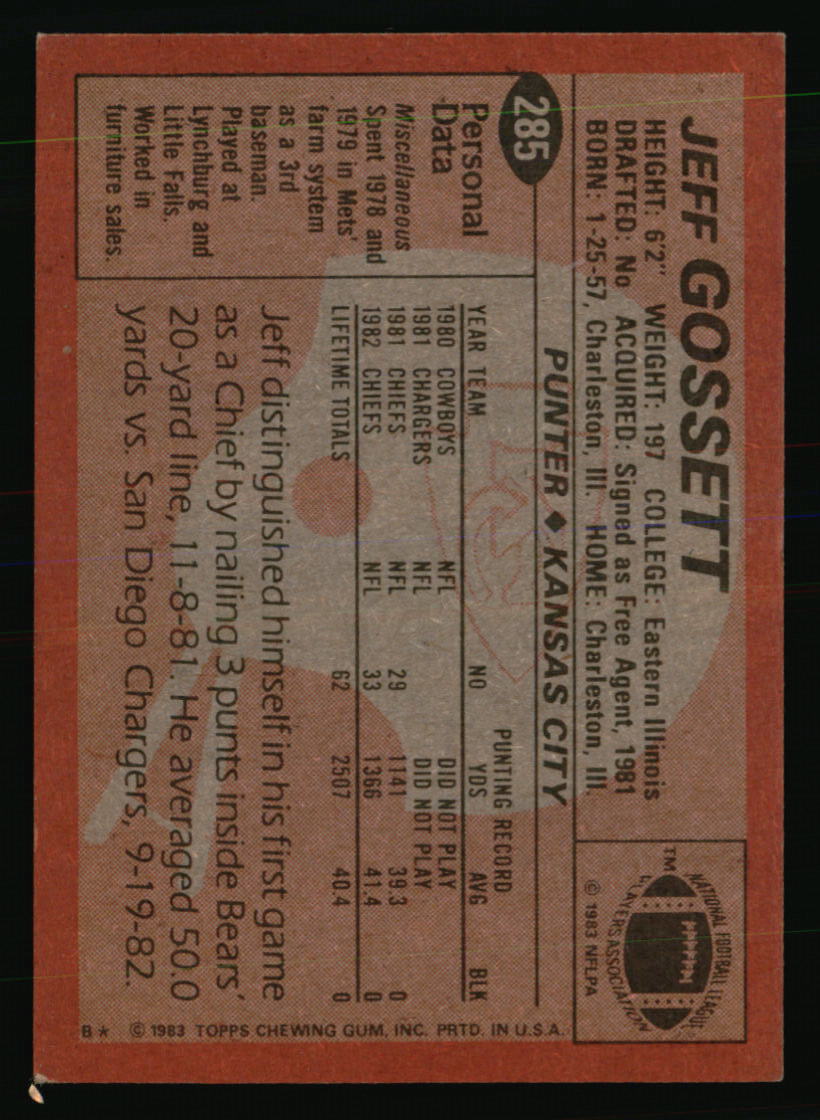 JEFF GOSSETT
HEIGHT: 6'2" WEIGHT: 197 COLLEGE: Eastern Illinois
DRAFTED: No ACQUIRED: Signed as Free Agent, 1981
BORN: 1-25-57, Charleston, Ill. HOME: Charleston, Ill.
NATIONAL FOOTBALL LEAGUE
PLAYERS ASSOCIATION
NFLPA
TM
© 1983 NFLPA
285
PUNTER ♦ KANSAS CITY
Personal
Data
Miscellaneous
Spent 1978 and
1979 in Mets'
farm system
as a 3rd
baseman.
Played at
Lynchburg and
Little Falls.
Worked in
furniture sales.
PUNTING RECORD
YEAR TEAM NO YDS AVG BLK
1980 COWBOYS NFL DID NOT PLAY
1981 CHARGERS NFL DID NOT PLAY
1981 CHIEFS NFL 29 1141 39.3 0
1982 CHIEFS NFL 33 1366 41.4 0
LIFETIME TOTALS 62 2507 40.4 0
Jeff distinguished himself in his first game
as a Chief by nailing 3 punts inside Bears'
20-yard line, 11-8-81. He averaged 50.0
yards vs. San Diego Chargers, 9-19-82.
B* © 1983 TOPPS CHEWING GUM, INC. PRTD. IN U.S.A.